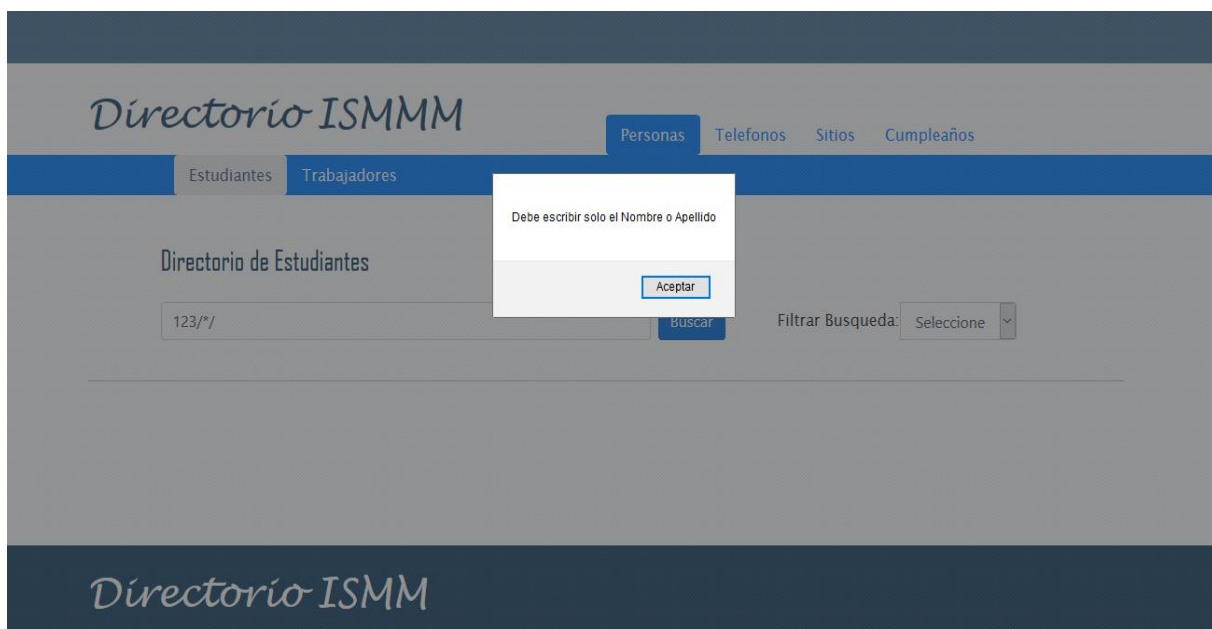 Directorio ISMMM
Personas Telefonos Sitios Cumpleaños
Estudiantes Trabajadores
Debe escribir solo el Nombre o Apellido
Aceptar
Directorio de Estudiantes
123/*/
Buscar
Filtrar Busqueda: Seleccione
Directorio ISMM